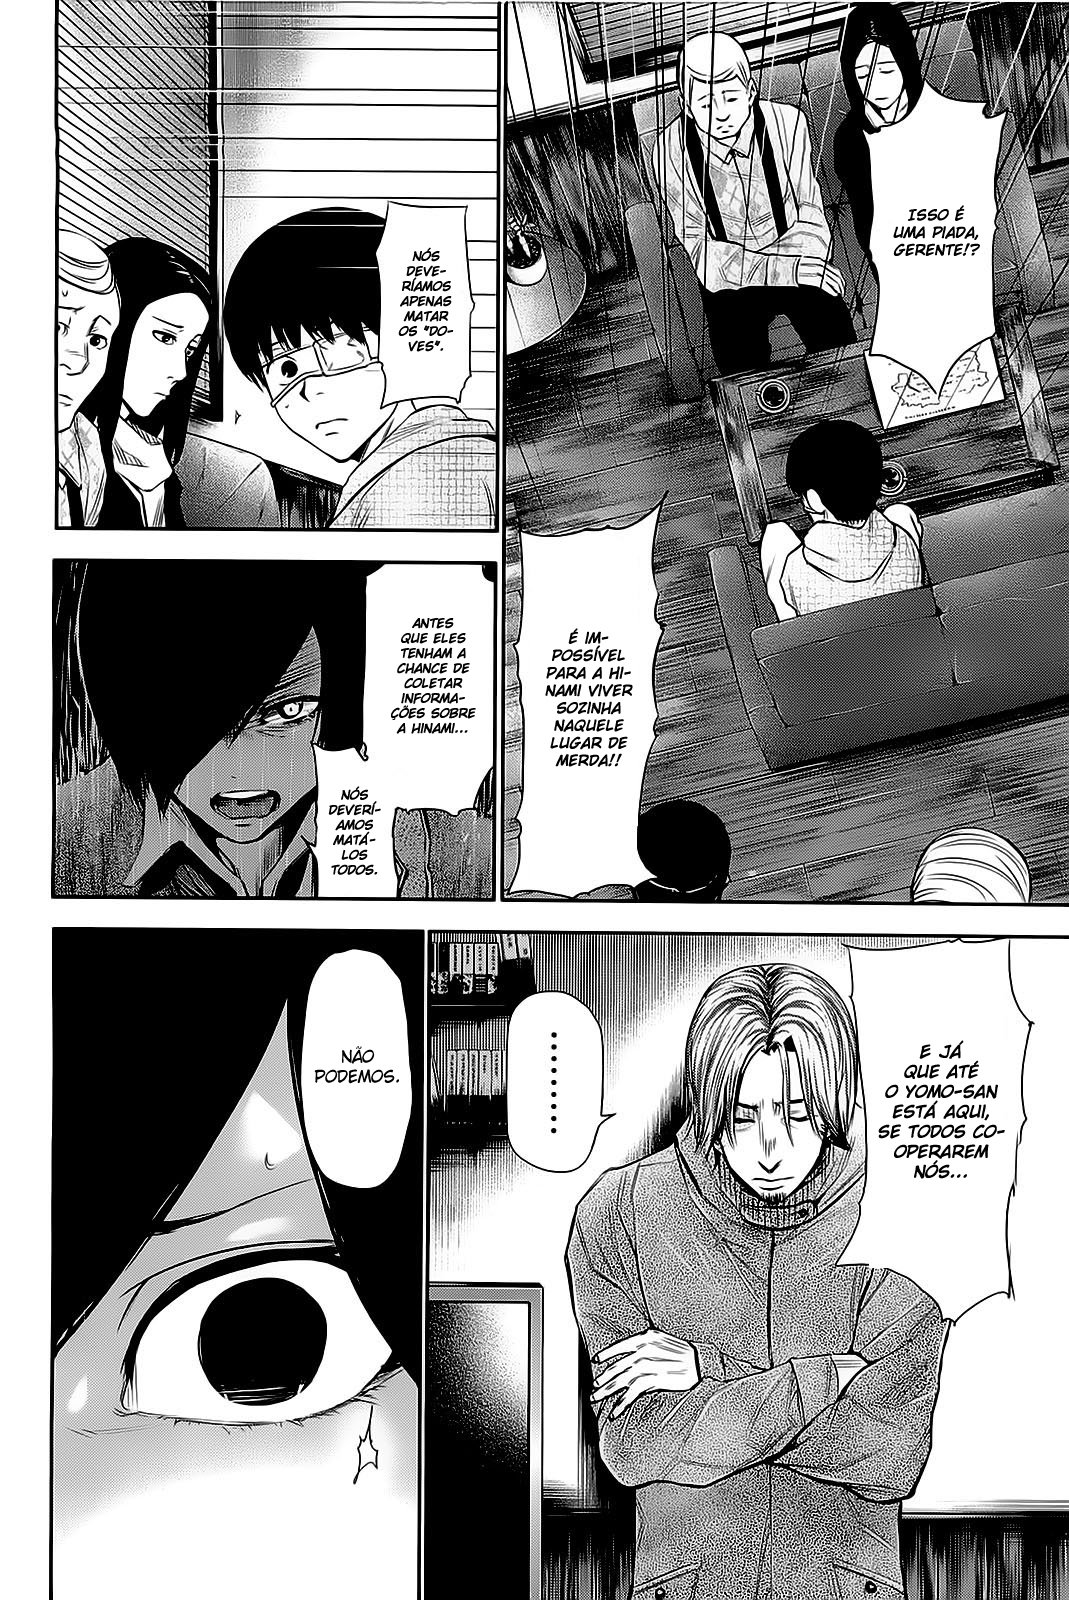 ISSO É
UMA PIADA,
GERENTE!?
É IM-
POSSÍVEL
PARA A HI-
NAMI VIVER
SOZINHA
NAQUELE
LUGAR DE
MERDA!!
NÓS
DEVE-
RÍAMOS
APENAS
MATAR
OS "DO-
VES".
ANTES
QUE ELES
TENHAM A
CHANCE DE
COLETAR
INFORMA-
ÇÕES SOBRE
A HINAMI...
NÓS
DEVERÍ-
AMOS
MATÁ-
LOS
TODOS.
E JÁ
QUE ATÉ
O YOMO-SAN
ESTÁ AQUI,
SE TODOS CO-
OPERAREM
NÓS...
........
NÃO
PODEMOS.